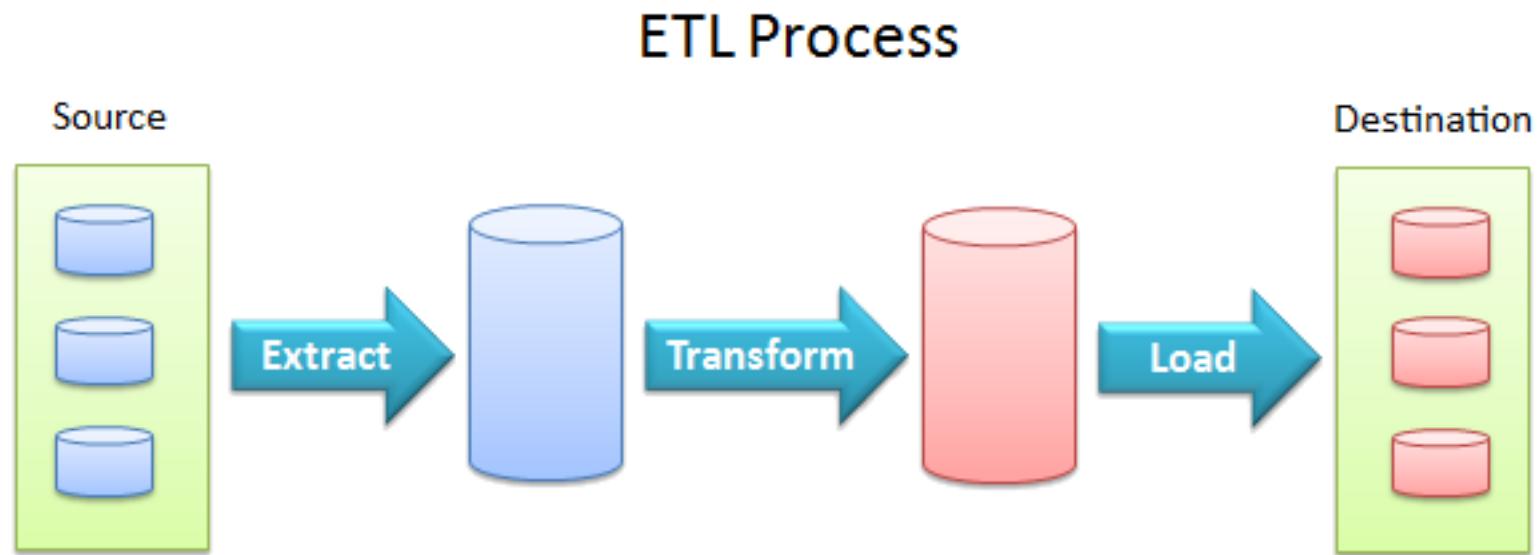 ETL Process
Source
Destination
Extract
Transform
Load